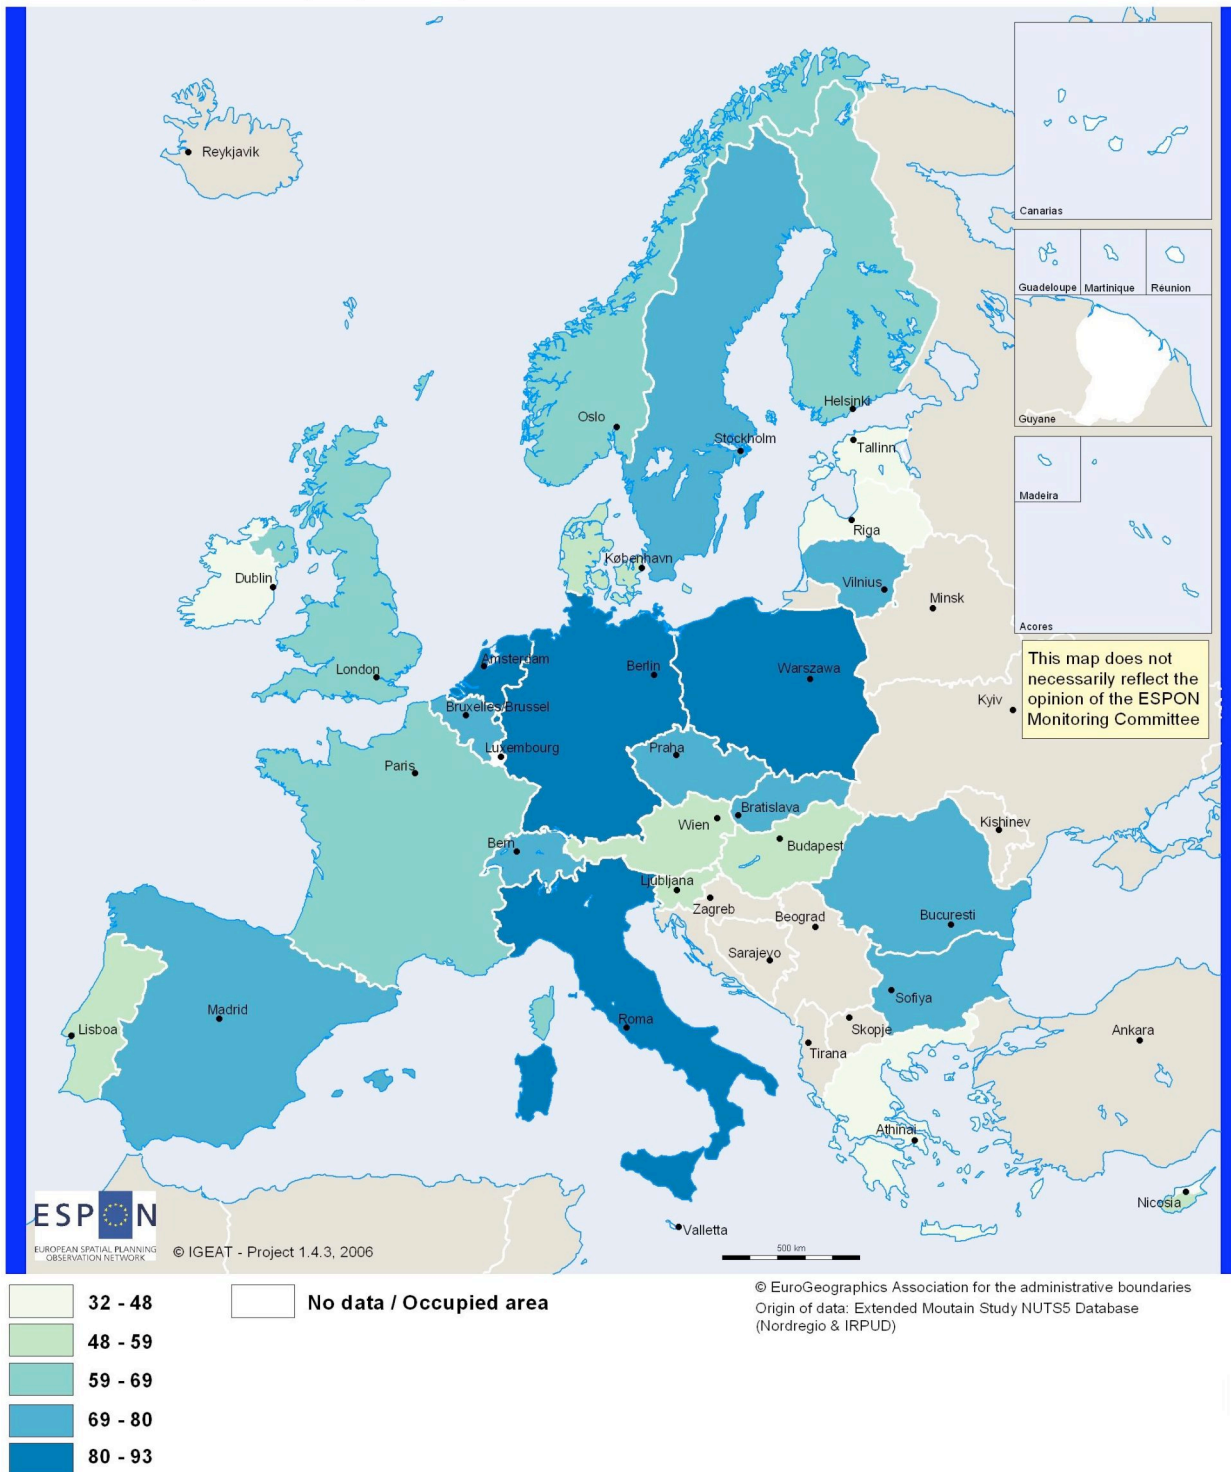 Reykjavik
Canarias
Guadeloupe
Martinique
Réunion
Guyane
Helsinki
Oslo
Stockholm
Tallinn
Madeira
Riga
København
Dublin
Vilnius
Minsk
Acores
This map does not
necessarily reflect the
opinion of the ESPON
Monitoring Committee
London
Amsterdam
Berlin
Warszawa
Kyiv
Bruxelles/Brussel
Luxembourg
Praha
Paris
Bratislava
Wien
Kishinev
Bern
Budapest
Ljubljana
Zagreb
Beograd
Bucuresti
Sarajevo
Sofiya
Madrid
Lisboa
Roma
Skopje
Tirana
Ankara
Athinai
Nicosia
Valletta
ESPON
EUROPEAN SPATIAL PLANNING
OBSERVATION NETWORK
© IGEAT - Project 1.4.3, 2006
500 km
32 - 48
48 - 59
59 - 69
69 - 80
80 - 93
No data / Occupied area
© EuroGeographics Association for the administrative boundaries
Origin of data: Extended Moutain Study NUTS5 Database
(Nordregio & IRPUD)